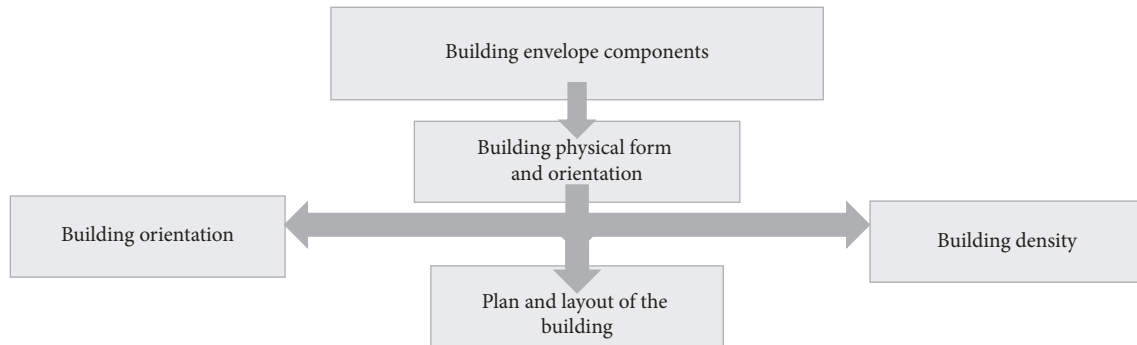 Building envelope components
Building physical form
and orientation
Building orientation
Building density
Plan and layout of the
building